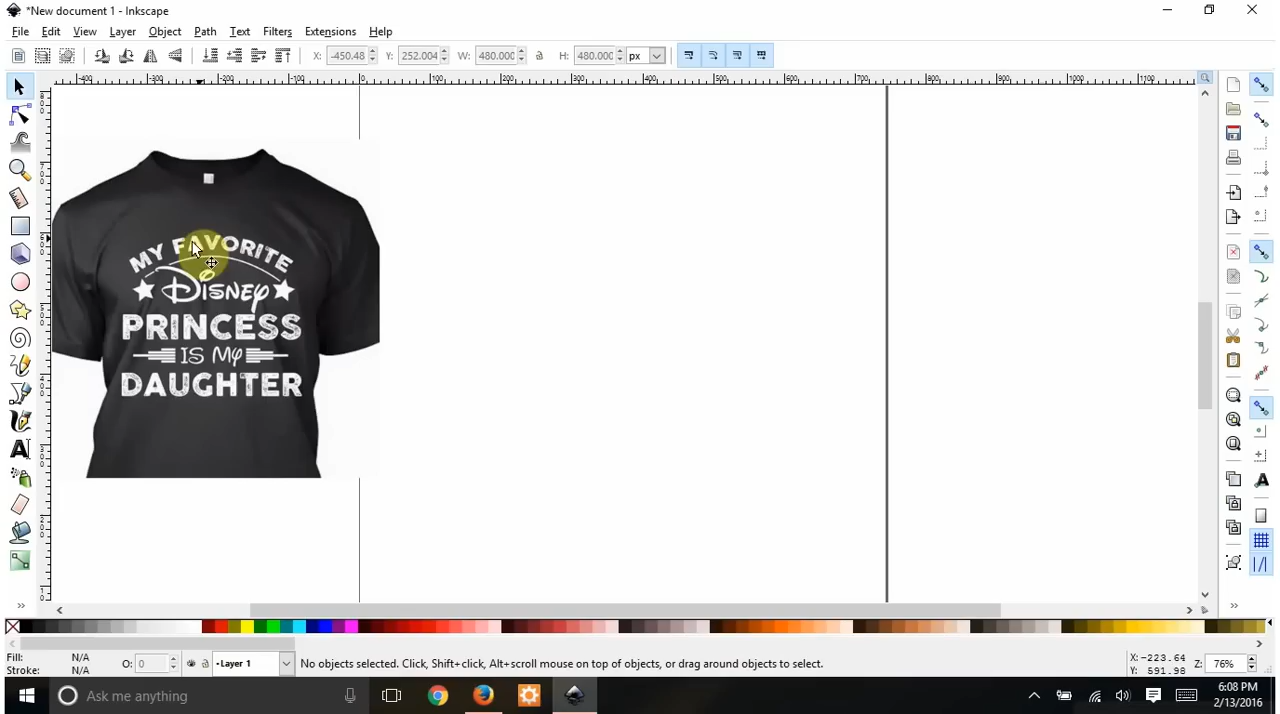 *New document 1 - Inkscape
File Edit View Layer Object Path Text Filters Extensions Help
X: -450.48 Y: 252.004 W: 480.000 H: 480.000 px
MY FAVORITE
DISNEY
PRINCESS
IS MY
DAUGHTER
Fill: N/A
Stroke: N/A
O: 0
Layer 1
No objects selected. Click, Shift+click, Alt+scroll mouse on top of objects, or drag around objects to select.
X: -223.64
Y: 591.98
Z: 76%
Ask me anything
6:08 PM
2/13/2016